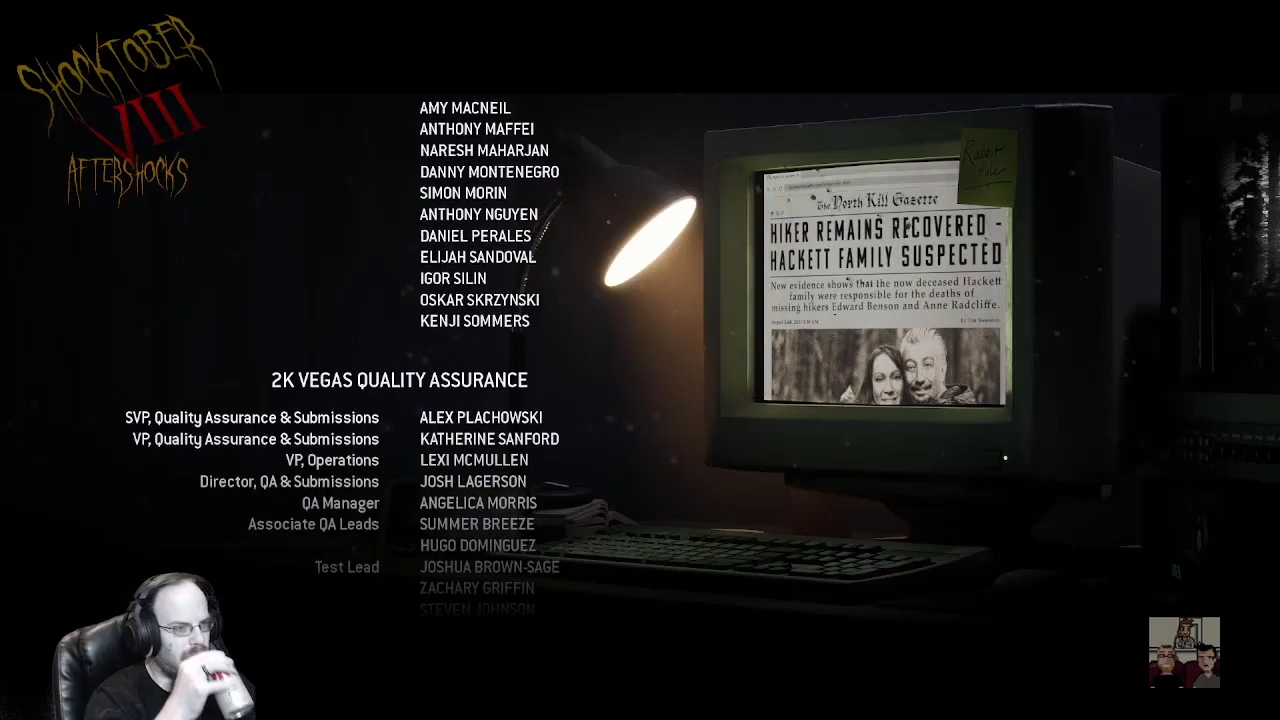 SHOCKTOBER
VIII
AFTERSHOCKS
AMY MACNEIL
ANTHONY MAFFEI
NARESH MAHARJAN
DANNY MONTENEGRO
SIMON MORIN
ANTHONY NGUYEN
DANIEL PERALES
ELIJAH SANDOVAL
IGOR SILIN
OSKAR SKRZYNSKI
KENJI SOMMERS
2K VEGAS QUALITY ASSURANCE
SVP, Quality Assurance & Submissions ALEX PLACHOWSKI
VP, Quality Assurance & Submissions KATHERINE SANFORD
VP, Operations LEXI MCMULLEN
Director, QA & Submissions JOSH LAGERSON
QA Manager ANGELICA MORRIS
Associate QA Leads SUMMER BREEZE
HUGO DOMINGUEZ
Test Lead JOSHUA BROWN-SAGE
ZACHARY GRIFFIN
STEVEN JOHNSON
Rabbit
hole
The North Kill Gazette
HIKER REMAINS RECOVERED -
HACKETT FAMILY SUSPECTED
New evidence shows that the now deceased Hackett
family were responsible for the deaths of
missing hikers Edward Benson and Anne Radcliffe.